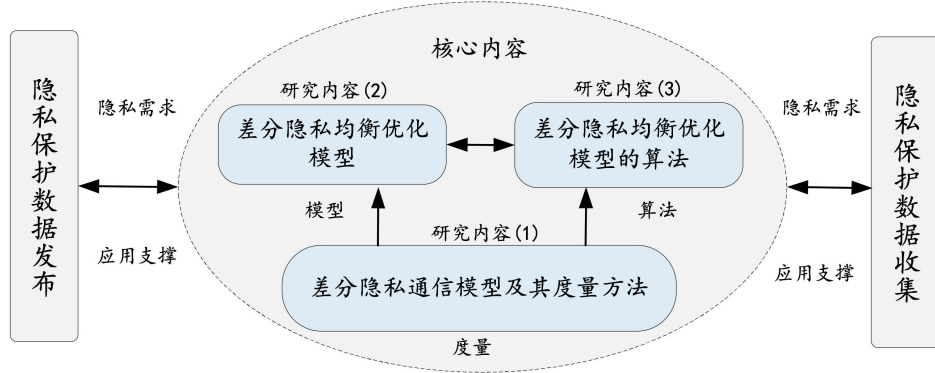 核心内容
隐私保护数据发布
隐私需求
应用支撑
研究内容(2)
差分隐私均衡优化
模型
研究内容(3)
差分隐私均衡优化
模型的算法
模型
算法
研究内容(1)
差分隐私通信模型及其度量方法
度量
隐私需求
应用支撑
隐私保护数据收集